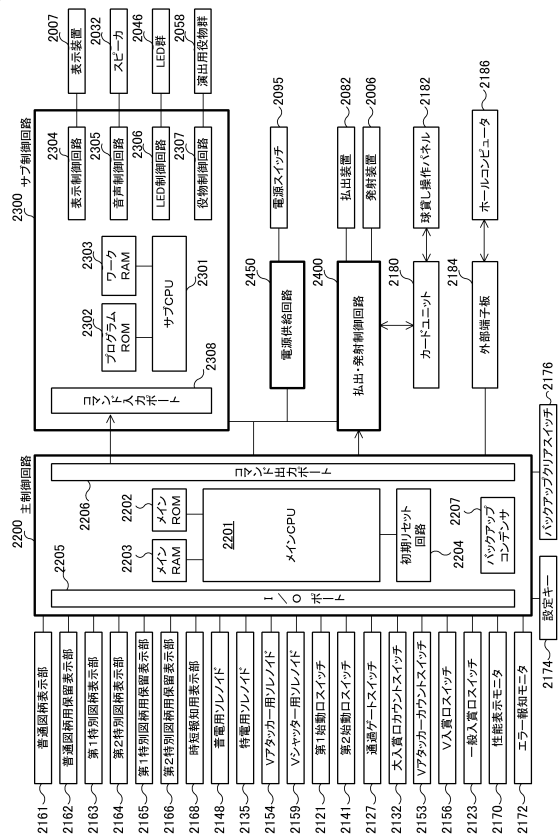 2007
表示装置
2032
スピーカ
2046
LED群
2058
演出用役物群
2300
サブ制御回路
2304
表示制御回路
2305
音声制御回路
2306
LED制御回路
2307
役物制御回路
2303
ワーク
RAM
2302
プログラム
ROM
2301
サブCPU
2308
コマンド入力ポート
2095
電源スイッチ
2450
電源供給回路
2082
払出装置
2006
発射装置
2400
払出・発射制御回路
2182
球貸し操作パネル
2180
カードユニット
2186
ホールコンピュータ
2184
外部端子板
2200
主制御回路
2206
コマンド出力ポート
2202
メイン
ROM
2203
メイン
RAM
2201
メインCPU
初期リセット
回路
2204
2207
バックアップ
コンデンサ
2205
I/Oポート
2176
バックアップクリアスイッチ
2174
設定キー
2161
普通図柄表示部
2162
普通図柄用保留表示部
2163
第1特別図柄表示部
2164
第2特別図柄表示部
2165
第1特別図柄用保留表示部
2166
第2特別図柄用保留表示部
2168
時短報知用表示部
2148
普電用ソレノイド
2135
特電用ソレノイド
2154
Vアタッカー用ソレノイド
2159
Vシャッター用ソレノイド
2121
第1始動口スイッチ
2141
第2始動口スイッチ
2127
通過ゲートスイッチ
2132
大入賞口カウントスイッチ
2153
Vアタッカーカウントスイッチ
2156
V入賞口スイッチ
2123
一般入賞口スイッチ
2170
性能表示モニタ
2172
エラー報知モニタ